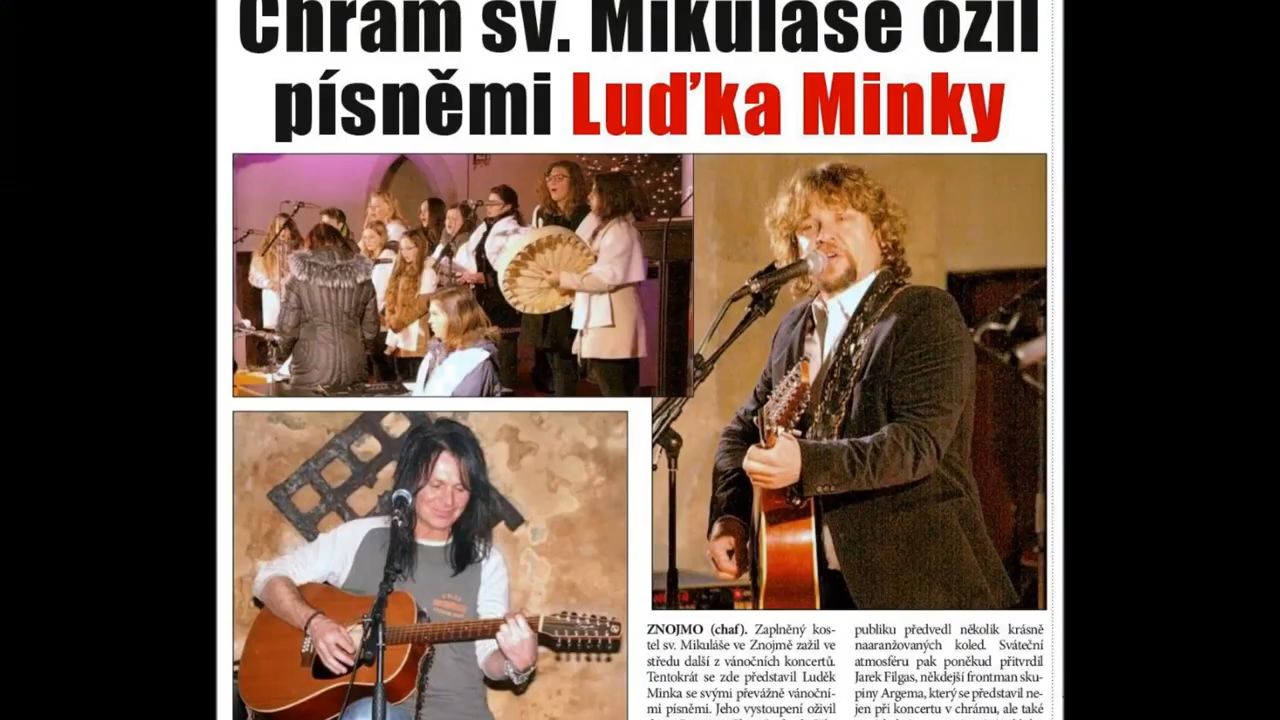 Chrám sv. Mikuláše ožil
písněmi Luďka Minky
ZNOJMO (chaf). Zaplněný kos-
tel sv. Mikuláše ve Znojmě zažil ve
středu další z vánočních koncertů.
Tentokrát se zde představil Luděk
Minka se svými převážně vánoční-
mi písněmi. Jeho vystoupení oživil
publiku předvedl několik krásně
naaranžovaných koled. Sváteční
atmosféru pak poněkud přitvrdil
Jarek Filgas, někdejší frontman sku-
piny Argema, který se představil ne-
jen při koncertu v chrámu, ale také